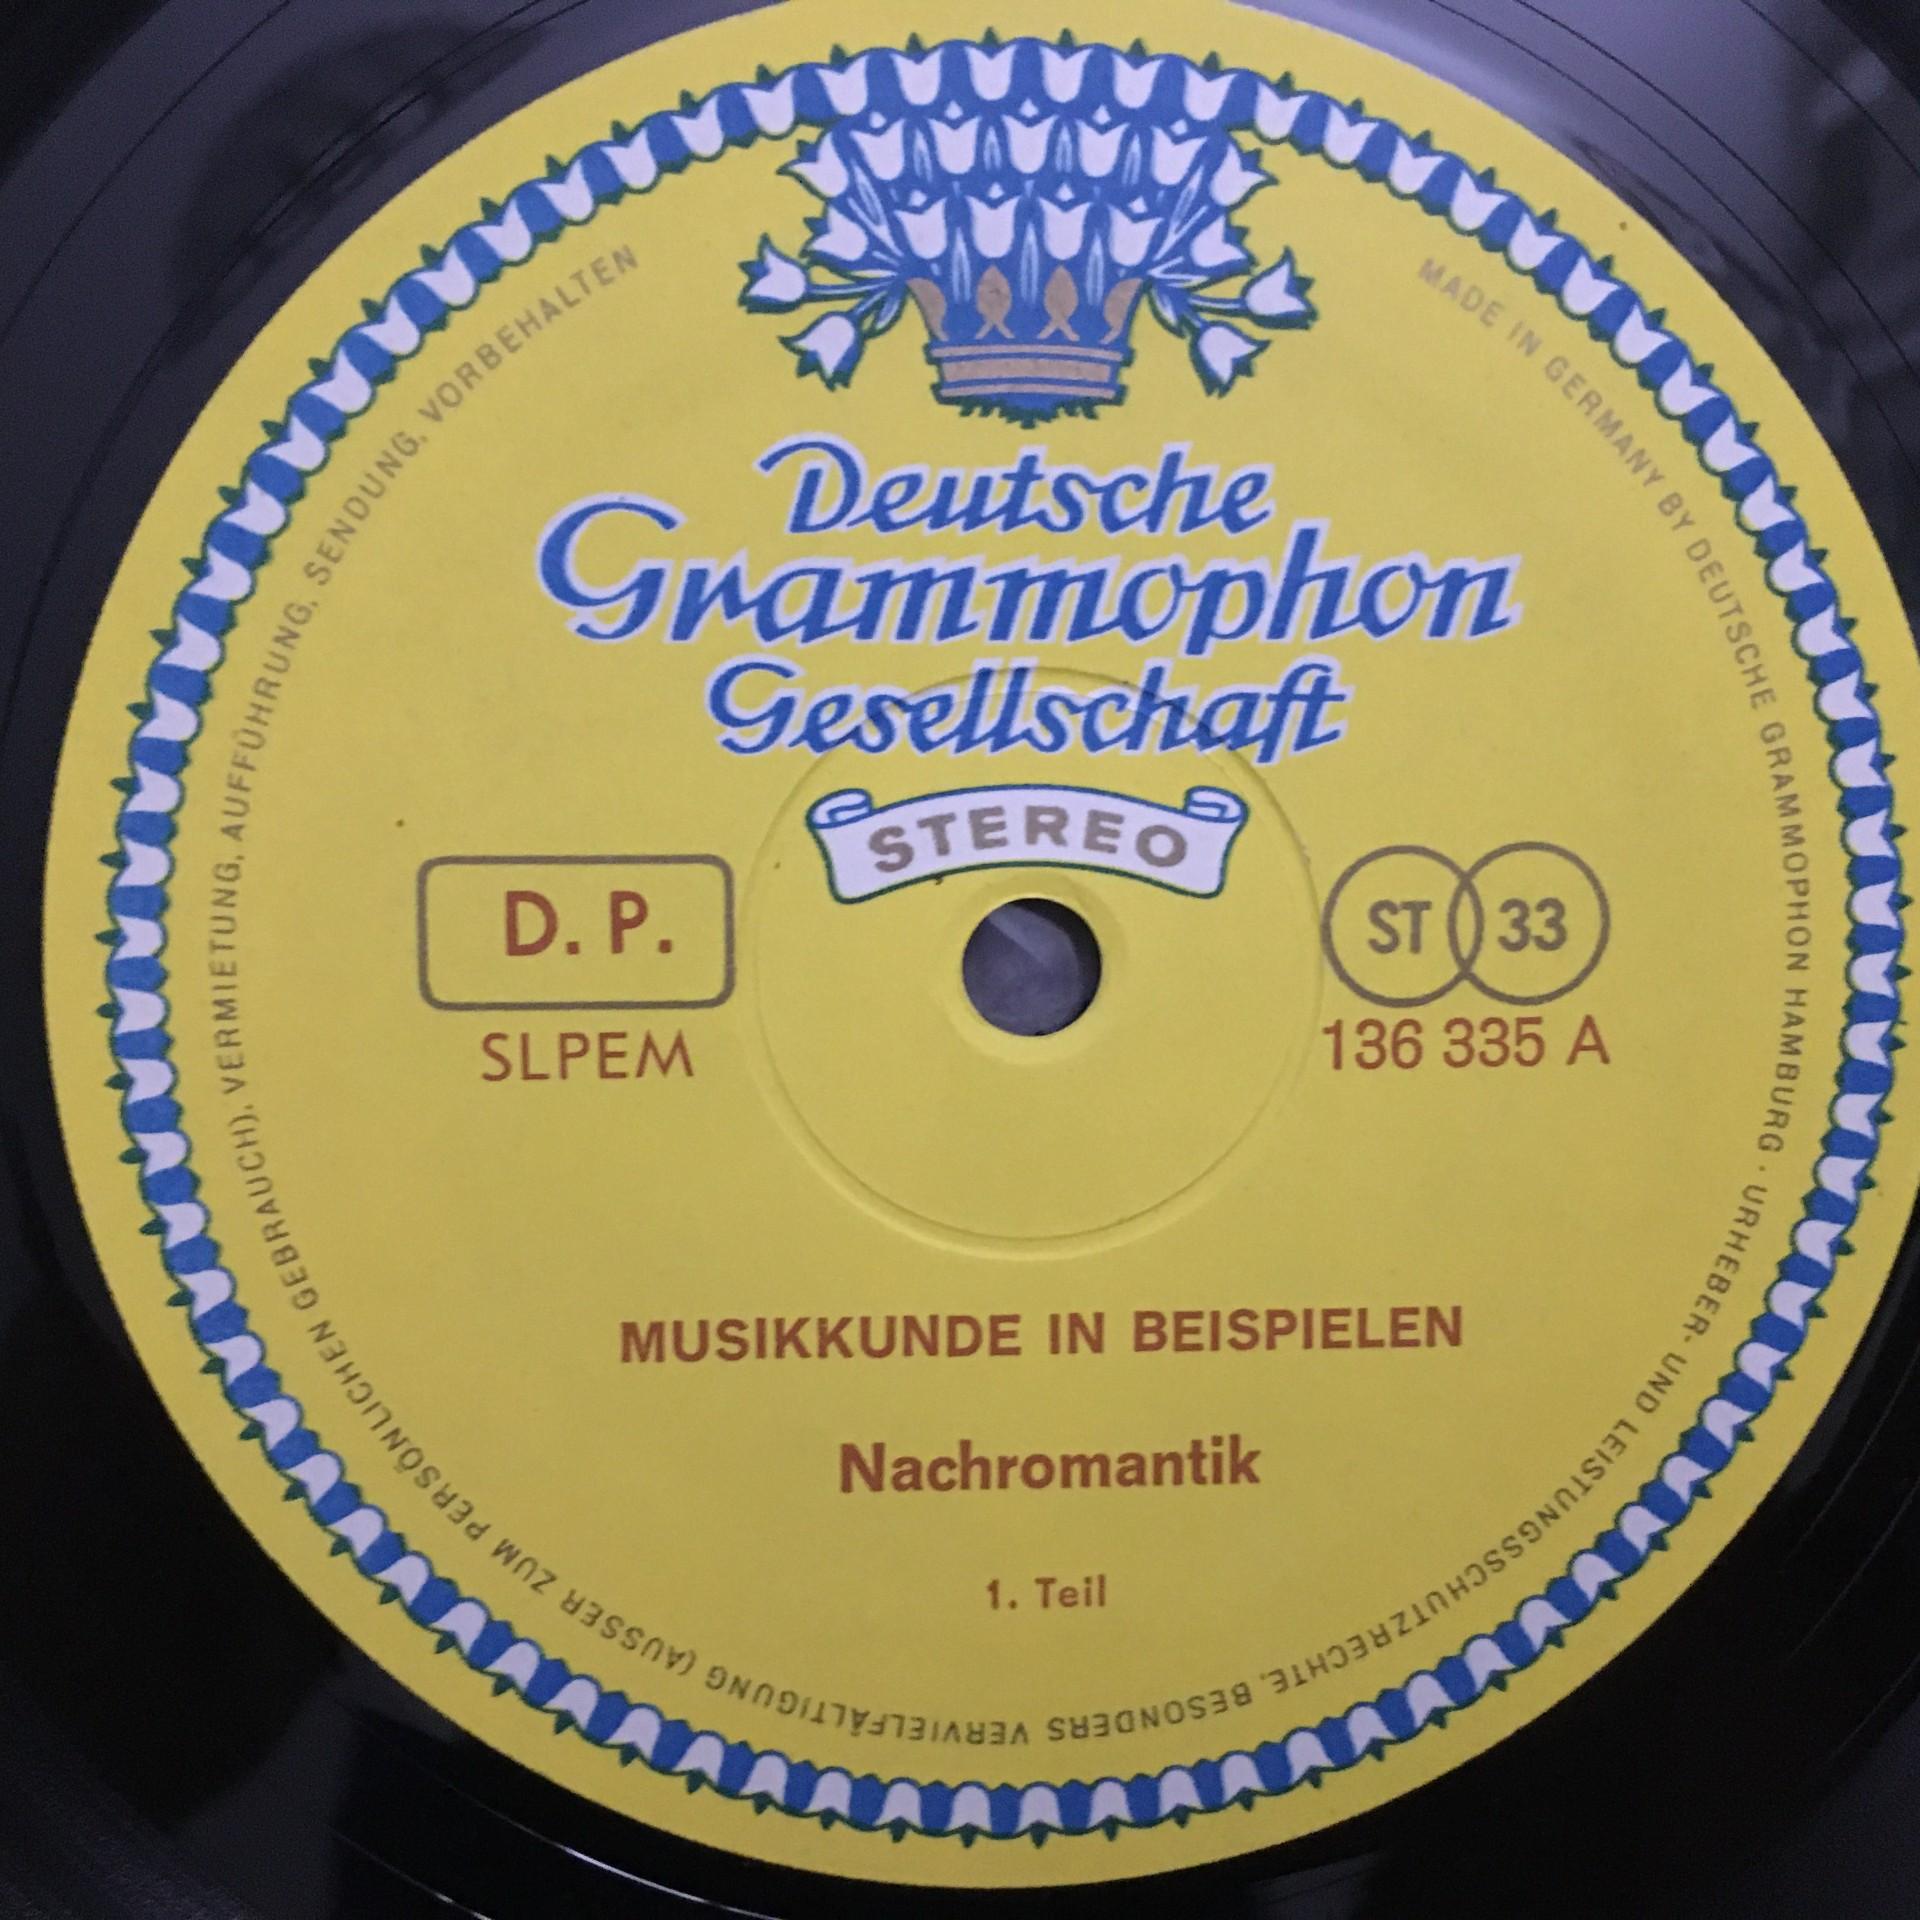 Deutsche
Grammophon
Gesellschaft
STEREO
D. P.
ST 33
SLPEM
136 335 A
MUSIKKUNDE IN BEISPIELEN
Nachromantik
1. Teil
MADE IN GERMANY BY DEUTSCHE GRAMMOPHON HAMBURG · URHEBER- UND LEISTUNGSSCHUTZRECHTE, BESONDERS VERVIELFÄLTIGUNG (AUSSER ZUM PERSÖNLICHEN GEBRAUCH), VERMIETUNG, AUFFÜHRUNG, SENDUNG, VORBEHALTEN